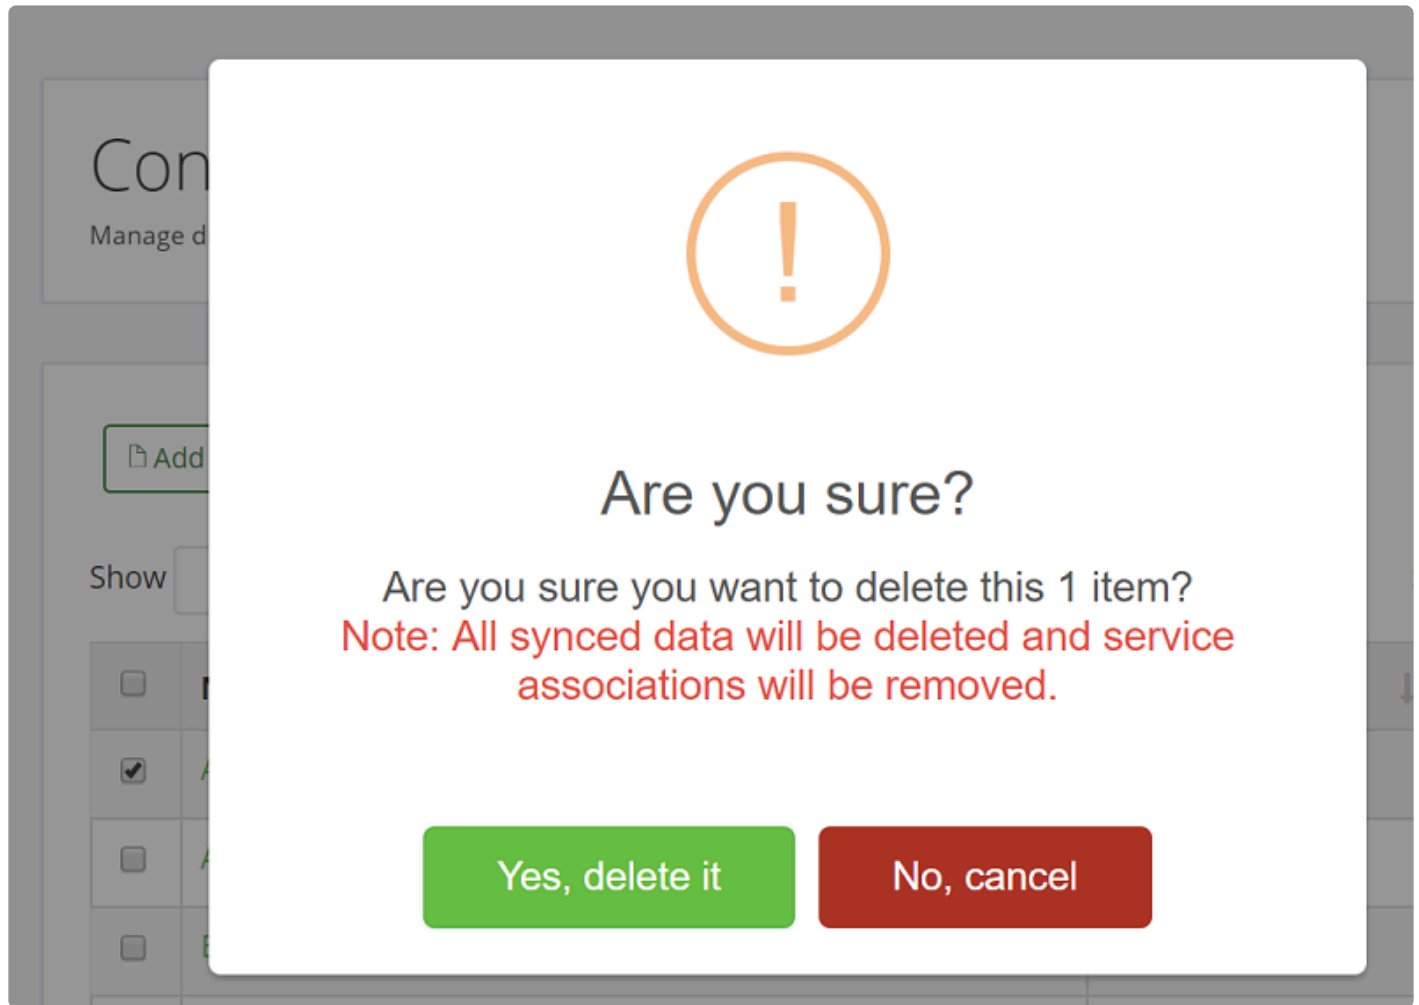 Con
Manage d
!
Are you sure?
Add
Are you sure you want to delete this 1 item?
Show
Note: All synced data will be deleted and service
associations will be removed.
Yes, delete it
No, cancel